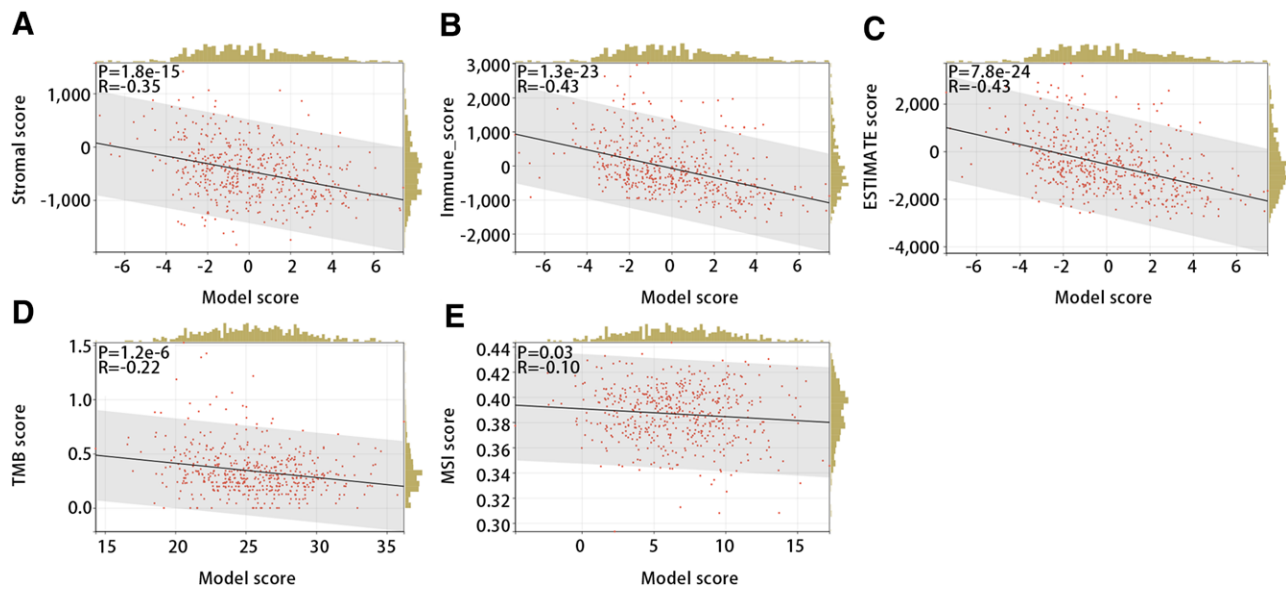 A
P=1.8e-15
R=-0.35
Stromal score
1,000
0
-1,000
-6 -4 -2 0 2 4 6
Model score
B
P=1.3e-23
R=-0.43
Immune_score
3,000
2,000
1,000
0
-1,000
-2,000
-6 -4 -2 0 2 4 6
Model score
C
P=7.8e-24
R=-0.43
ESTIMATE score
2,000
0
-2,000
-4,000
-6 -4 -2 0 2 4 6
Model score
D
P=1.2e-6
R=-0.22
TMB score
1.5
1.0
0.5
0.0
15 20 25 30 35
Model score
E
P=0.03
R=-0.10
MSI score
0.44
0.42
0.40
0.38
0.36
0.34
0.32
0.30
0 5 10 15
Model score